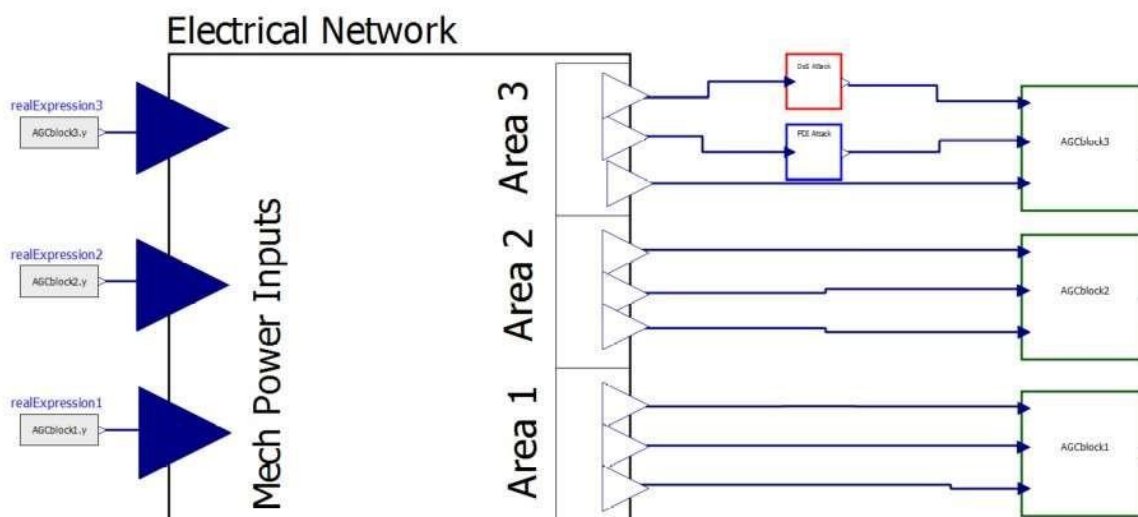 Electrical Network
realExpression3
AGCblock3.y
DoS Attack
FDI Attack
AGCblock3
Area 3
realExpression2
AGCblock2.y
Mech Power Inputs
Area 2
AGCblock2
realExpression1
AGCblock1.y
Area 1
AGCblock1